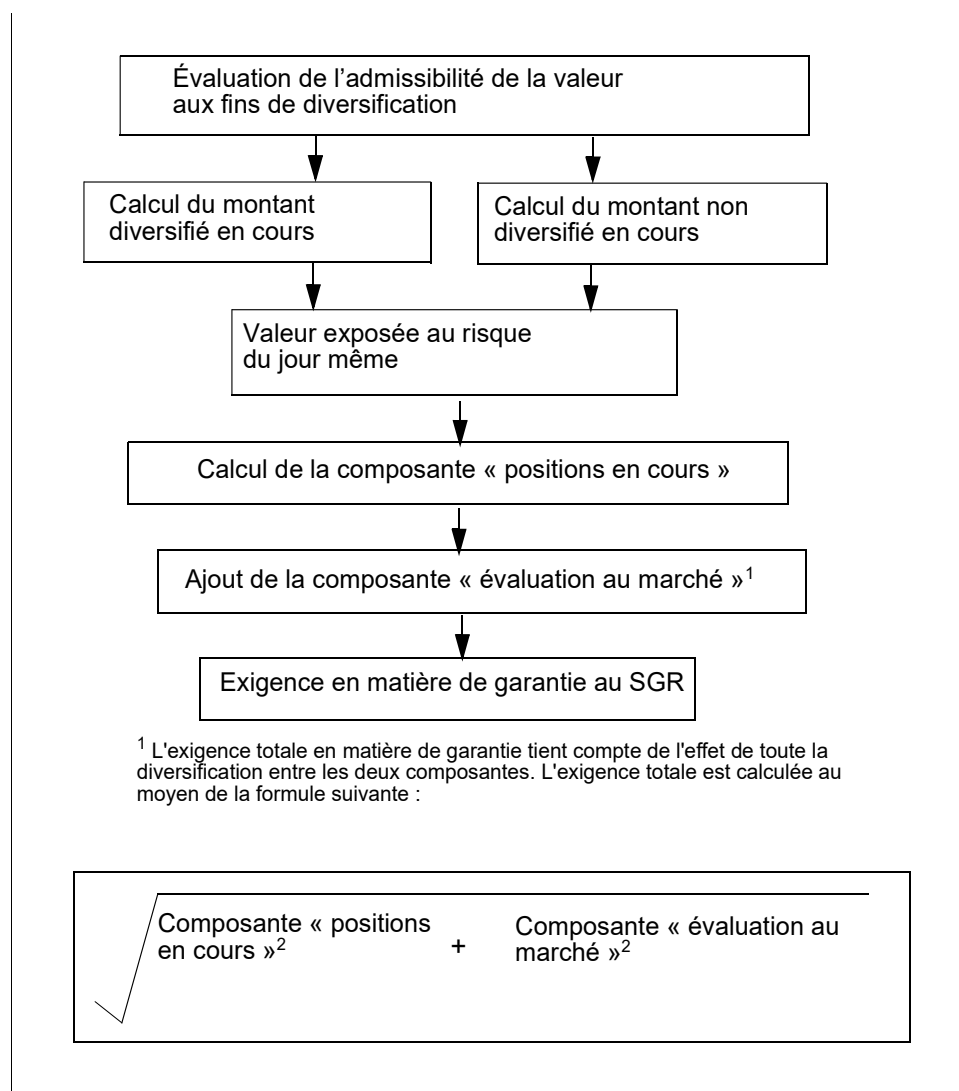 Évaluation de l’admissibilité de la valeur
aux fins de diversification
Calcul du montant
diversifié en cours
Calcul du montant non
diversifié en cours
Valeur exposée au risque
du jour même
Calcul de la composante « positions en cours »
Ajout de la composante « évaluation au marché »1
Exigence en matière de garantie au SGR
1 L'exigence totale en matière de garantie tient compte de l'effet de toute la
diversification entre les deux composantes. L'exigence totale est calculée au
moyen de la formule suivante :
Composante « positions
en cours »2
+
Composante « évaluation au
marché »2